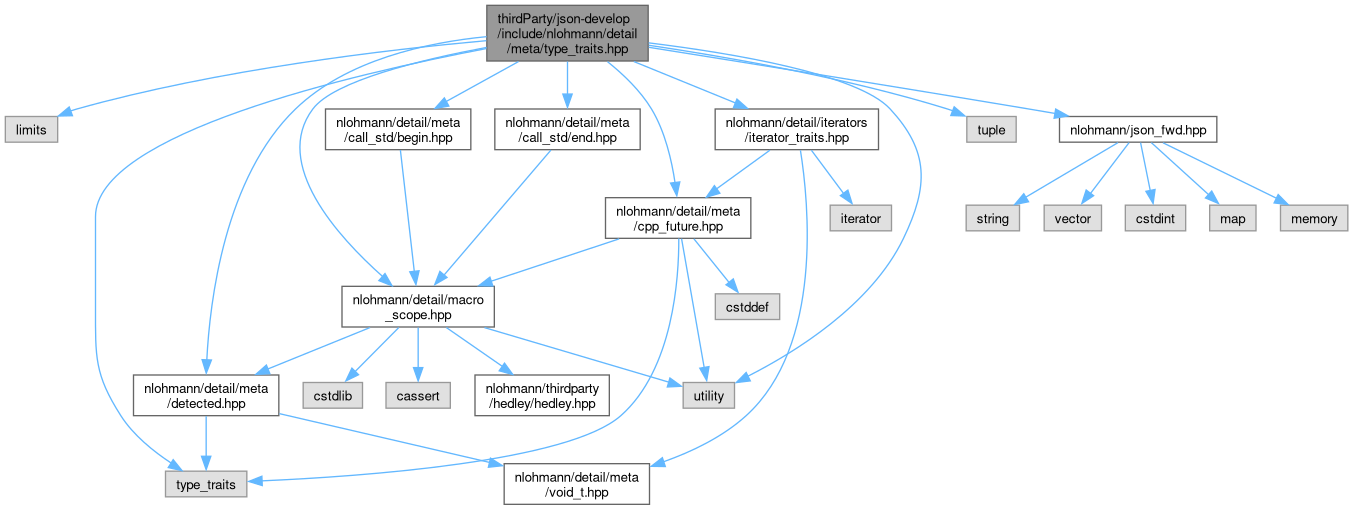 thirdParty/json-develop
/include/nlohmann/detail
/meta/type_traits.hpp
limits
nlohmann/detail/meta
/call_std/begin.hpp
nlohmann/detail/meta
/call_std/end.hpp
nlohmann/detail/iterators
/iterator_traits.hpp
tuple
nlohmann/json_fwd.hpp
nlohmann/detail/meta
/cpp_future.hpp
iterator
string
vector
cstdint
map
memory
nlohmann/detail/macro
_scope.hpp
cstddef
nlohmann/detail/meta
/detected.hpp
cstdlib
cassert
nlohmann/thirdparty
/hedley/hedley.hpp
utility
type_traits
nlohmann/detail/meta
/void_t.hpp